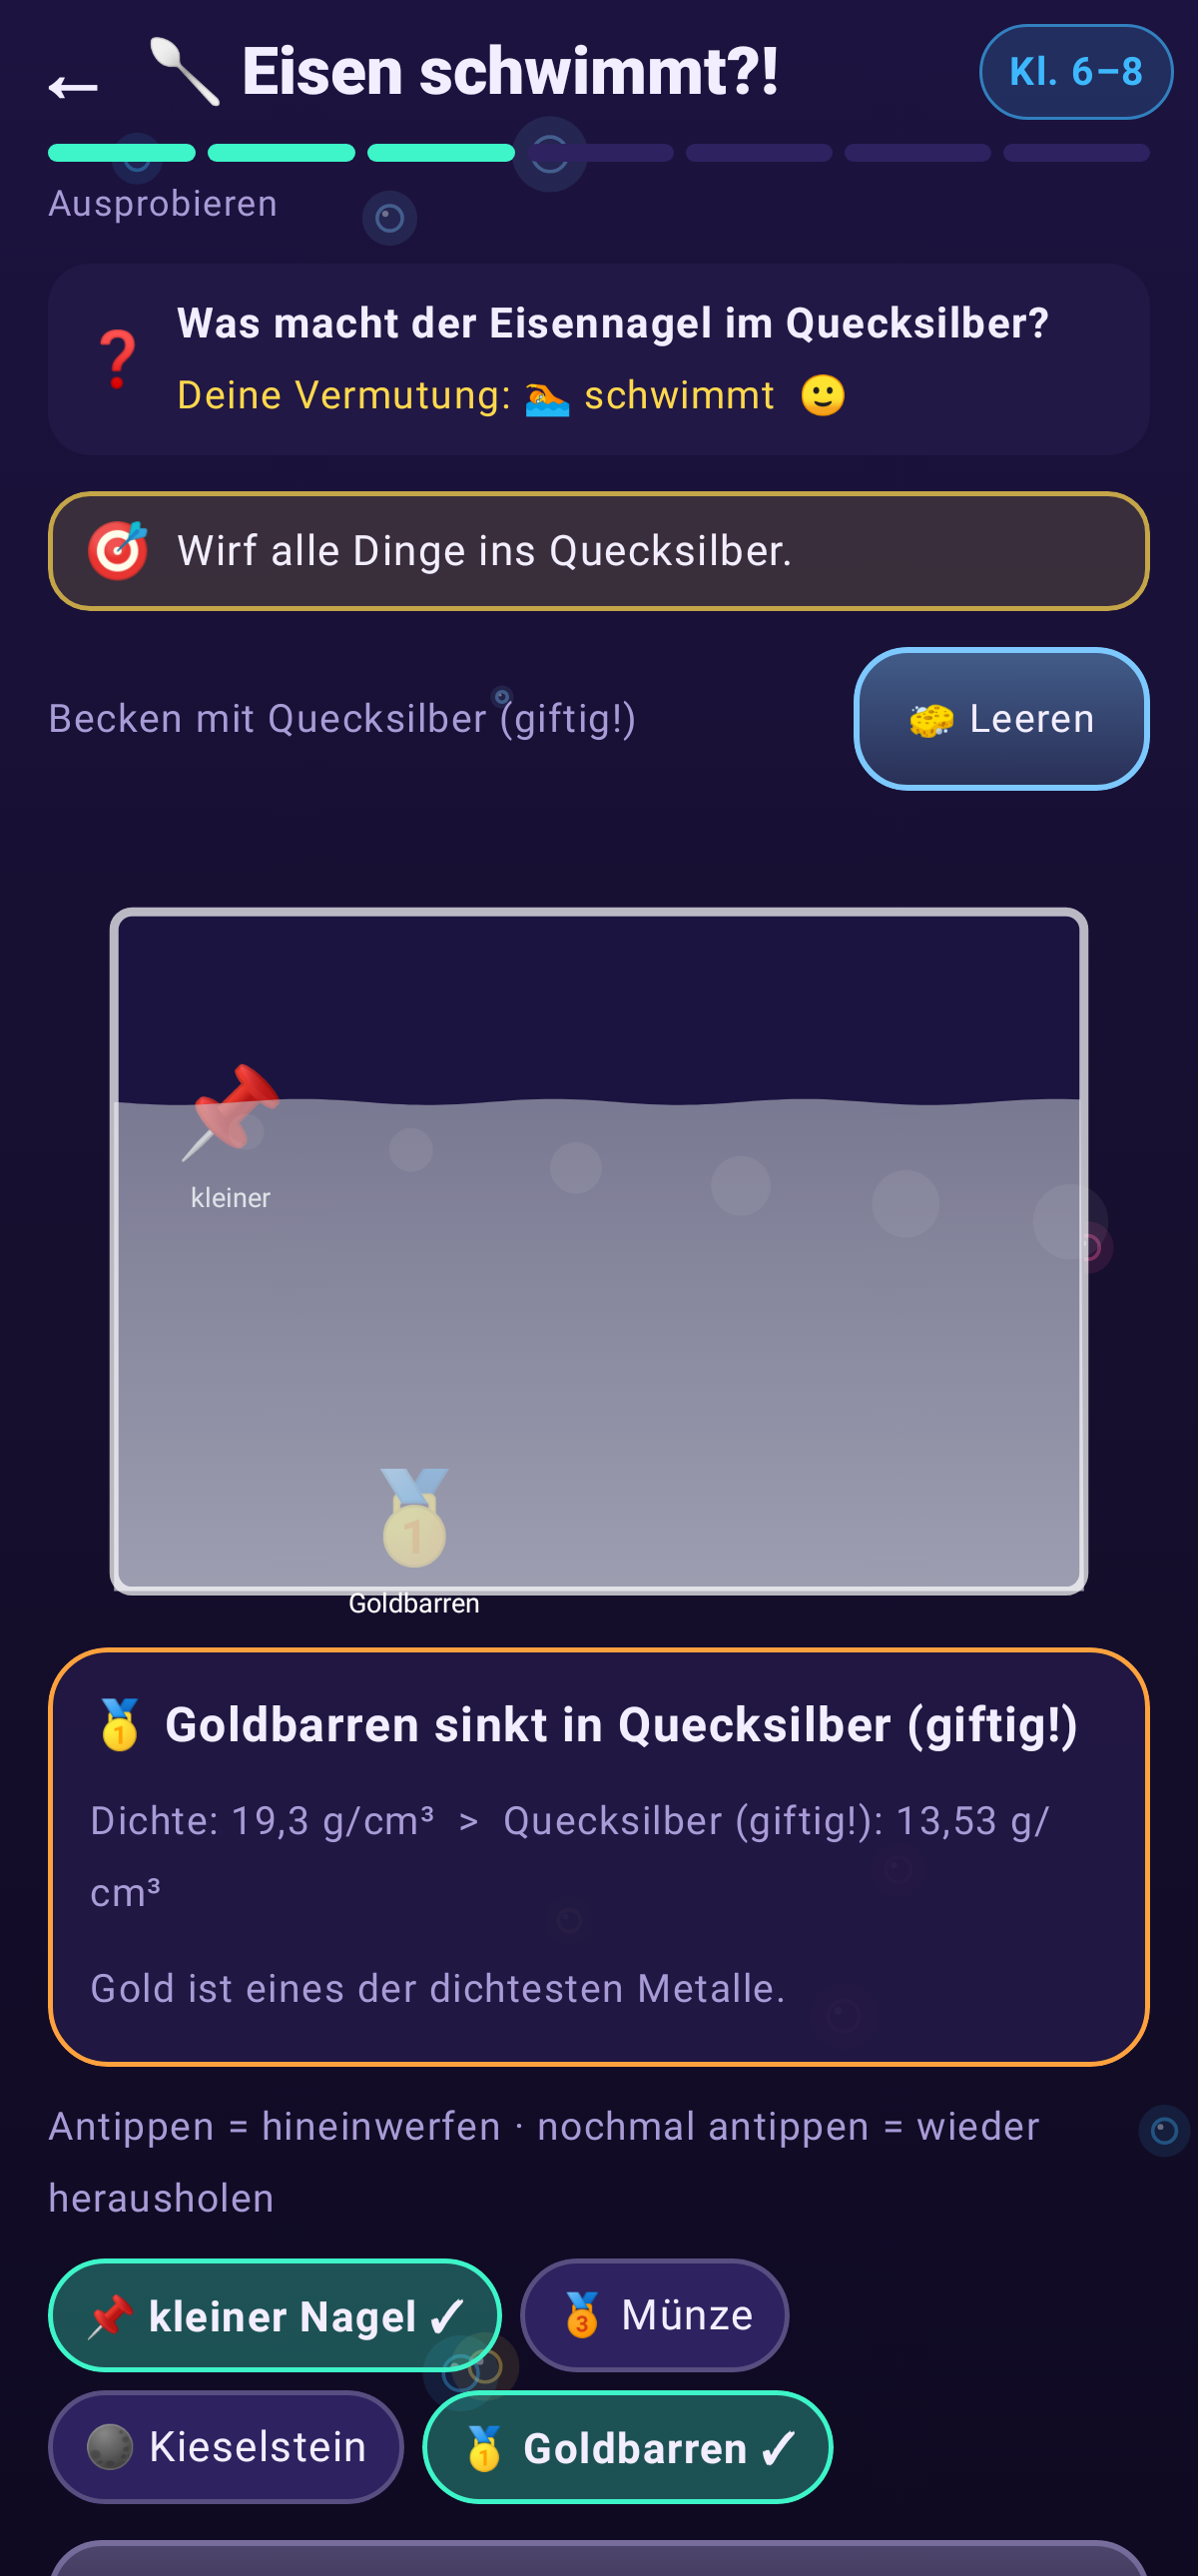 ← 🥄 Eisen schwimmt?! Kl. 6–8
Ausprobieren
❓ Was macht der Eisennagel im Quecksilber?
Deine Vermutung: 🏊 schwimmt 🙂
🎯 Wirf alle Dinge ins Quecksilber.
Becken mit Quecksilber (giftig!) 🧽 Leeren
kleiner
1
Goldbarren
🥇 Goldbarren sinkt in Quecksilber (giftig!)
Dichte: 19,3 g/cm³ > Quecksilber (giftig!): 13,53 g/
cm³
Gold ist eines der dichtesten Metalle.
Antippen = hineinwerfen · nochmal antippen = wieder
herausholen
📌 kleiner Nagel ✓ 🥉 Münze
🌑 Kieselstein 🥇 Goldbarren ✓